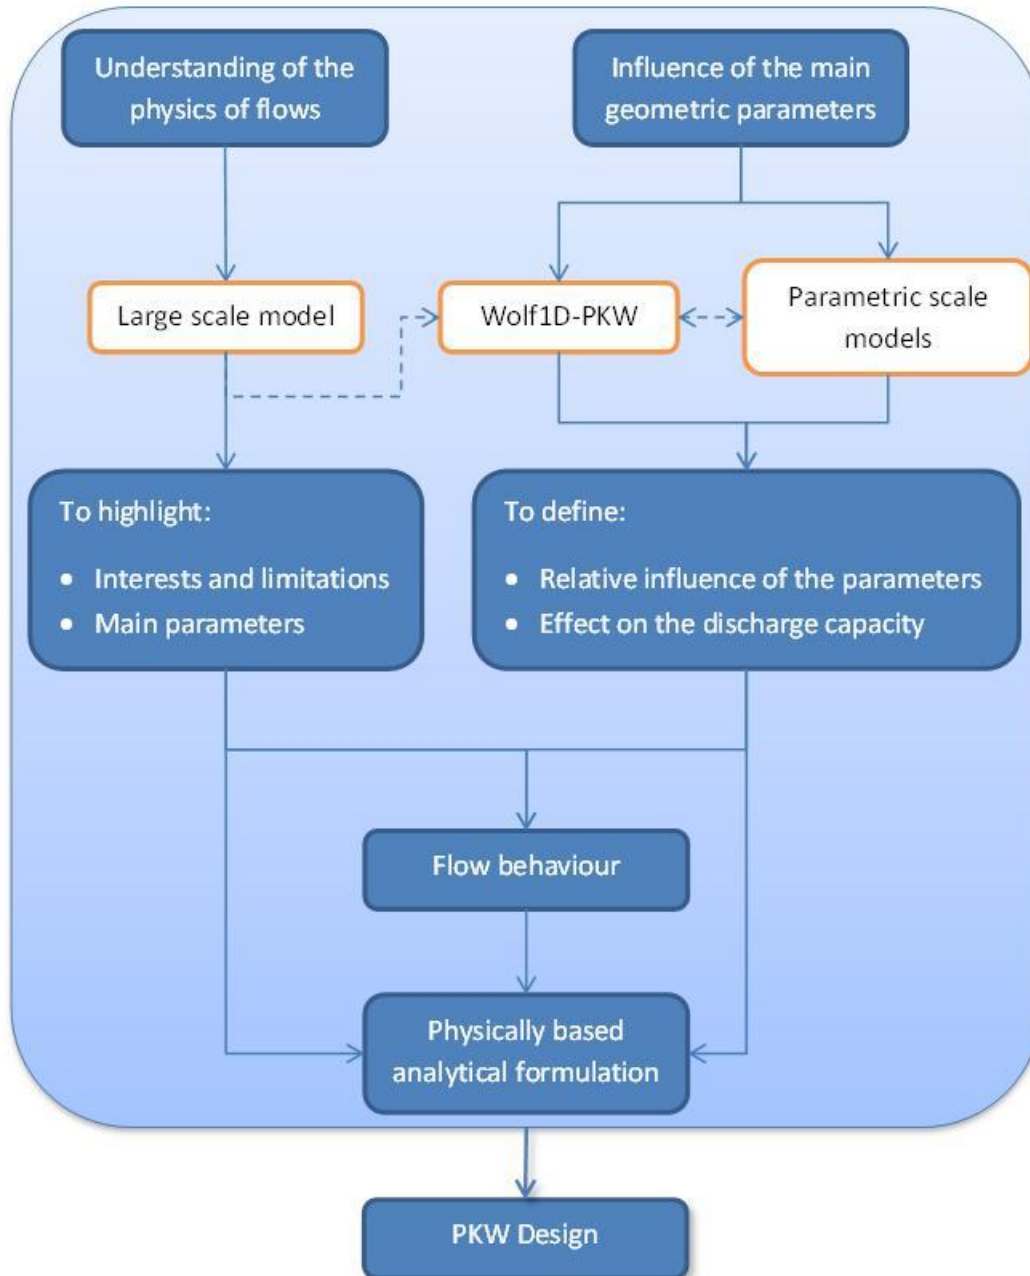 Understanding of the
physics of flows
Influence of the main
geometric parameters
Large scale model
Wolf1D-PKW
Parametric scale
models
To highlight:
• Interests and limitations
• Main parameters
To define:
• Relative influence of the parameters
• Effect on the discharge capacity
Flow behaviour
Physically based
analytical formulation
PKW Design